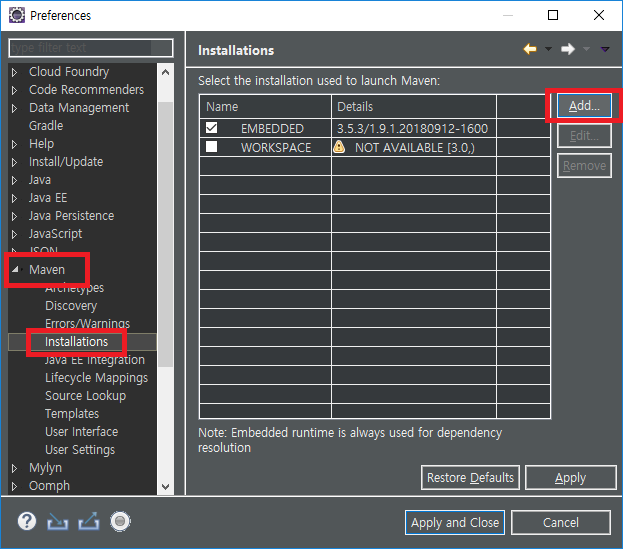 Preferences
type filter text
Cloud Foundry
Code Recommenders
Data Management
Gradle
Help
Install/Update
Java
Java EE
Java Persistence
JavaScript
JSON
Maven
Archetypes
Discovery
Errors/Warnings
Installations
Java EE Integration
Lifecycle Mappings
Source Lookup
Templates
User Interface
User Settings
Mylyn
Oomph
Installations
Select the installation used to launch Maven:
Name Details
EMBEDDED 3.5.3/1.9.1.20180912-1600
WORKSPACE NOT AVAILABLE [3.0,)
Add...
Edit...
Remove
Note: Embedded runtime is always used for dependency
resolution
Restore Defaults Apply
Apply and Close Cancel